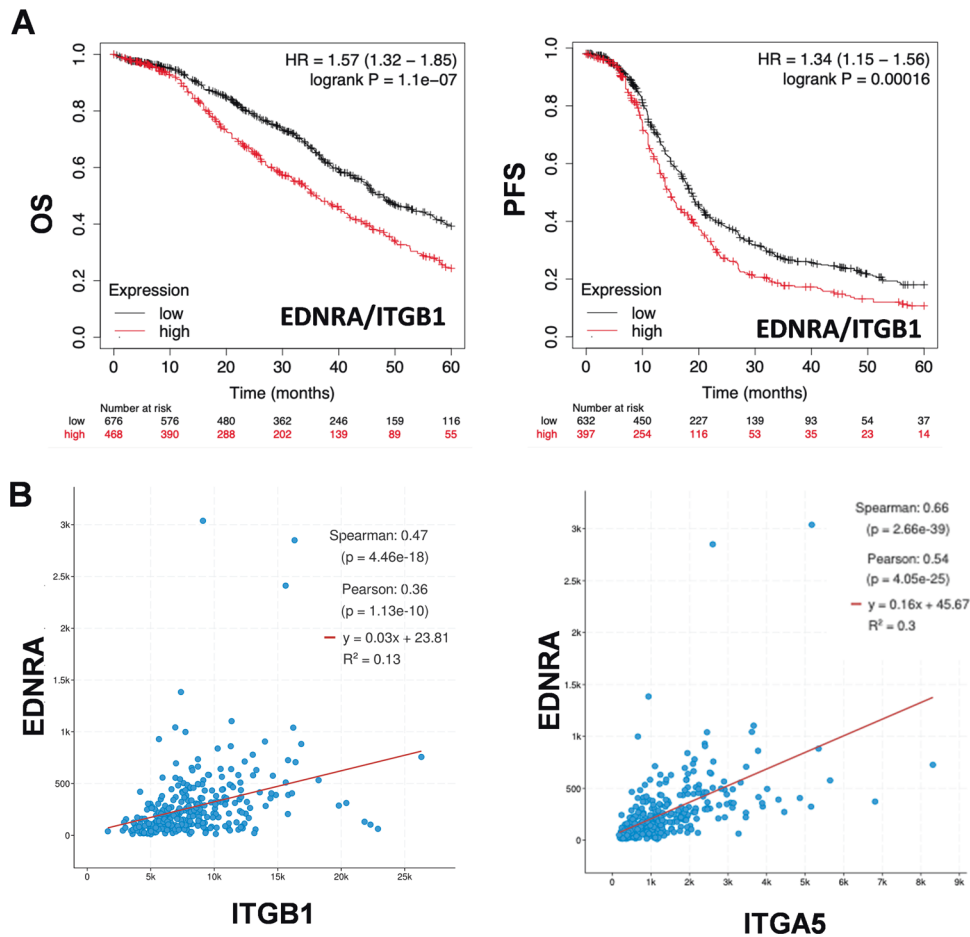 A
OS
1.0
0.8
0.6
0.4
0.2
0.0
HR = 1.57 (1.32 − 1.85)
logrank P = 1.1e−07
Expression
low
high
EDNRA/ITGB1
0 10 20 30 40 50 60
Time (months)
Number at risk
low 676 576 480 362 246 159 116
high 468 390 288 202 139 89 55
PFS
1.0
0.8
0.6
0.4
0.2
0.0
HR = 1.34 (1.15 − 1.56)
logrank P = 0.00016
Expression
low
high
EDNRA/ITGB1
0 10 20 30 40 50 60
Time (months)
Number at risk
low 632 450 227 139 93 54 37
high 397 254 116 53 35 23 14
B
EDNRA
3k
2.5k
2k
1.5k
1k
500
0
Spearman: 0.47
(p = 4.46e-18)
Pearson: 0.36
(p = 1.13e-10)
y = 0.03x + 23.81
R² = 0.13
0 5k 10k 15k 20k 25k
ITGB1
EDNRA
3k
2.5k
2k
1.5k
1k
500
0
Spearman: 0.66
(p = 2.66e-39)
Pearson: 0.54
(p = 4.05e-25)
y = 0.16x + 45.67
R² = 0.3
0 1k 2k 3k 4k 5k 6k 7k 8k 9k
ITGA5